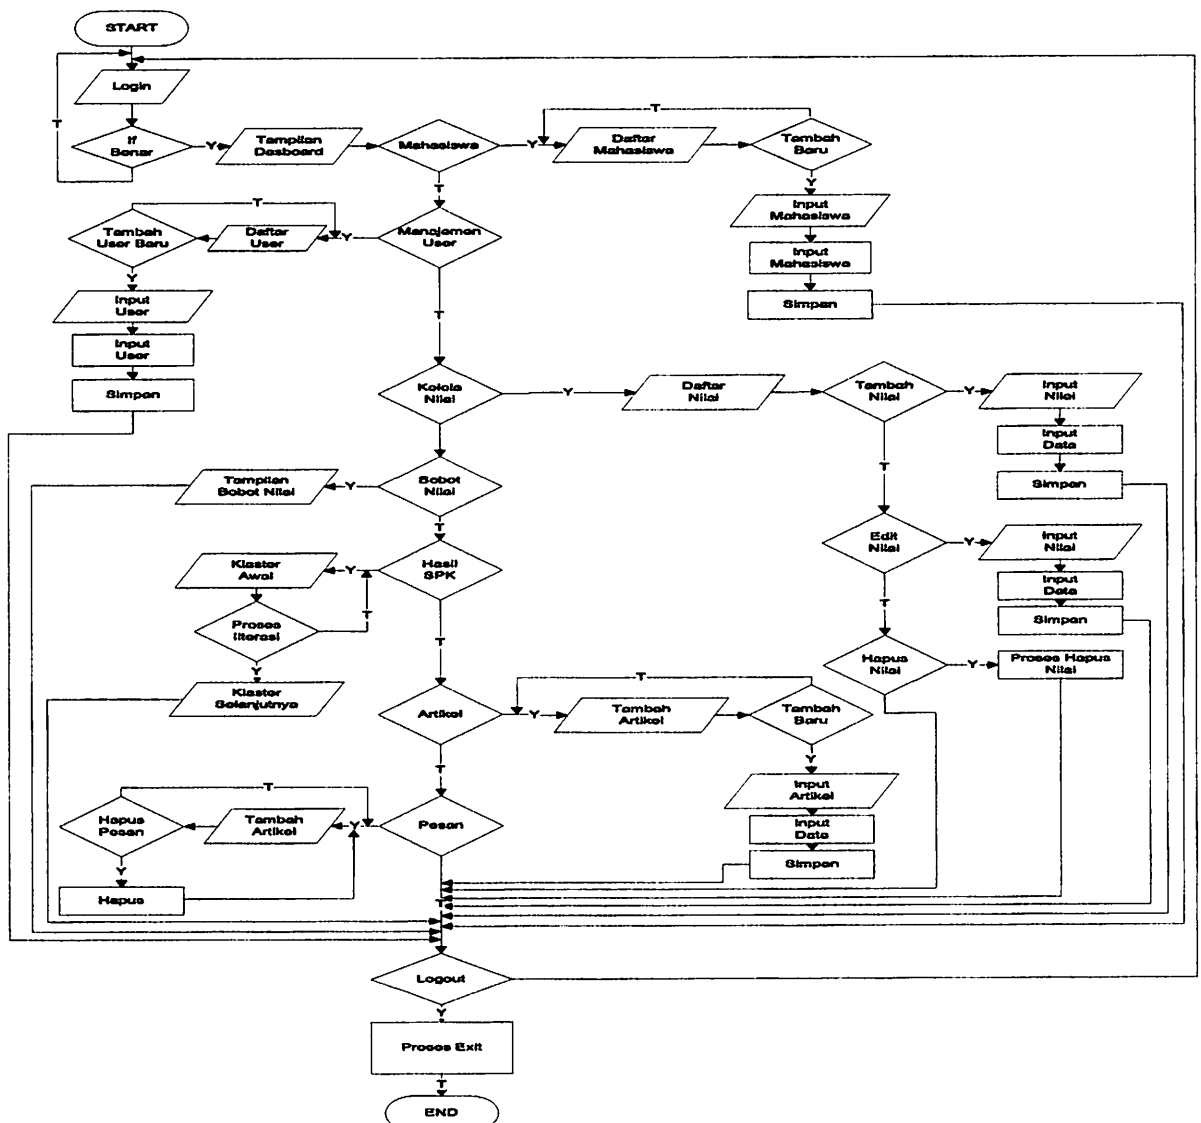 START
Login
T
If
Benar
Y
Tampilan
Dasboard
Mahasiswa
Y
T
Daftar
Mahasiswa
Tambah
Baru
Y
Input
Mahasiswa
Input
Mahasiswa
Simpan
T
Manajemen
User
Y
T
Daftar
User
Tambah
User Baru
Y
Input
User
Input
User
Simpan
T
Kelola
Nilai
Y
Daftar
Nilai
Tambah
Nilai
Y
Input
Nilai
Input
Data
Simpan
T
Edit
Nilai
Y
Input
Nilai
Input
Data
Simpan
T
Hapus
Nilai
Y
Proses Hapus
Nilai
Bobot
Nilai
Y
Tampilan
Bobot Nilai
T
Hasil
SPK
Y
Klaster
Awal
Proses
Iiterasi
T
Y
Klaster
Selanjutnya
T
Artikel
Y
T
Tambah
Artikel
Tambah
Baru
Y
Input
Artikel
Input
Data
Simpan
T
Pesan
Y
T
Tambah
Artikel
Hapus
Pesan
Y
Hapus
T
Logout
Y
Proses Exit
T
END